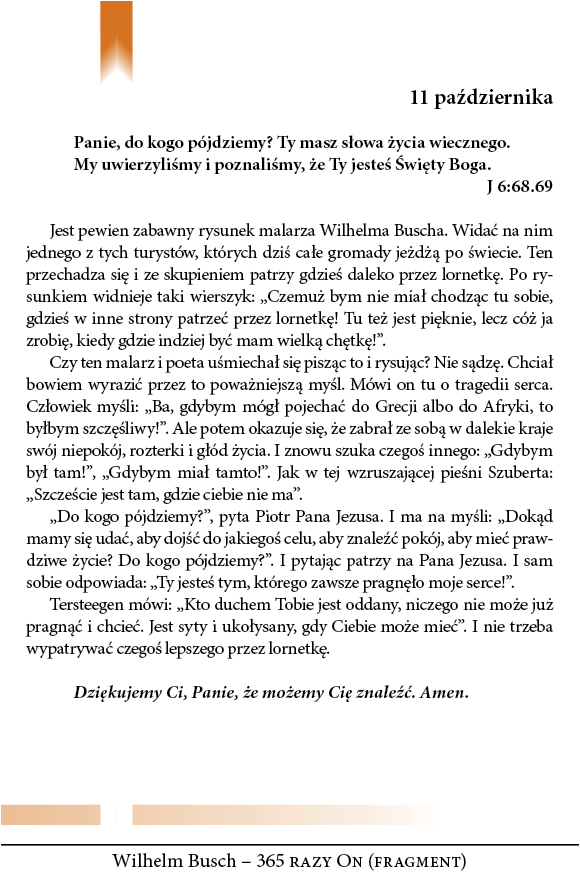 11 października
Panie, do kogo pójdziemy? Ty masz słowa życia wiecznego.
My uwierzyliśmy i poznaliśmy, że Ty jesteś Święty Boga.
J 6:68.69
Jest pewien zabawny rysunek malarza Wilhelma Buscha. Widać na nim
jednego z tych turystów, których dziś całe gromady jeżdżą po świecie. Ten
przechadza się i ze skupieniem patrzy gdzieś daleko przez lornetkę. Po ry-
sunkiem widnieje taki wierszyk: „Czemuż bym nie miał chodząc tu sobie,
gdzieś w inne strony patrzeć przez lornetkę! Tu też jest pięknie, lecz cóż ja
zrobię, kiedy gdzie indziej być mam wielką chętkę!”.
Czy ten malarz i poeta uśmiechał się pisząc to i rysując? Nie sądzę. Chciał
bowiem wyrazić przez to poważniejszą myśl. Mówi on tu o tragedii serca.
Człowiek myśli: „Ba, gdybym mógł pojechać do Grecji albo do Afryki, to
byłbym szczęśliwy!”. Ale potem okazuje się, że zabrał ze sobą w dalekie kraje
swój niepokój, rozterki i głód życia. I znowu szuka czegoś innego: „Gdybym
był tam!”, „Gdybym miał tamto!”. Jak w tej wzruszającej pieśni Szuberta:
„Szczeście jest tam, gdzie ciebie nie ma”.
„Do kogo pójdziemy?”, pyta Piotr Pana Jezusa. I ma na myśli: „Dokąd
mamy się udać, aby dojść do jakiegoś celu, aby znaleźć pokój, aby mieć praw-
dziwe życie? Do kogo pójdziemy?”. I pytając patrzy na Pana Jezusa. I sam
sobie odpowiada: „Ty jesteś tym, którego zawsze pragnęło moje serce!”.
Tersteegen mówi: „Kto duchem Tobie jest oddany, niczego nie może już
pragnąć i chcieć. Jest syty i ukołysany, gdy Ciebie może mieć”. I nie trzeba
wypatrywać czegoś lepszego przez lornetkę.
Dziękujemy Ci, Panie, że możemy Cię znaleźć. Amen.
Wilhelm Busch – 365 razy On (fragment)